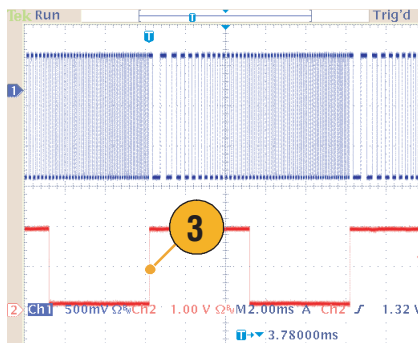 Tek Run Trig'd
T
T
1
3
2
Ch1 500mV Ω Ch2 1.00 V Ω M 2.00ms A Ch2 ʃ 1.32 V
T→▼ 3.78000ms